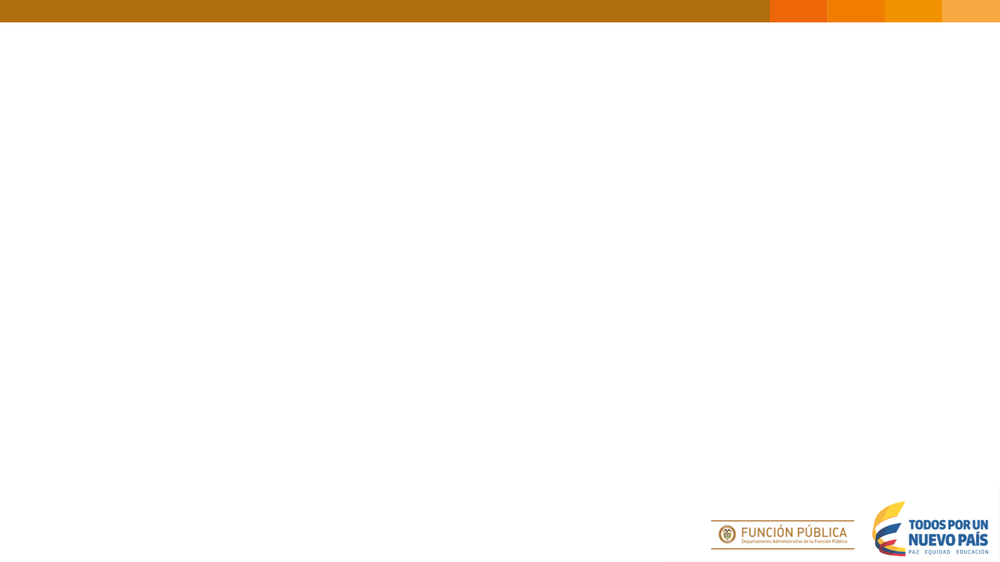 FUNCIÓN PÚBLICA
Departamento Administrativo de la Función Pública
TODOS POR UN
NUEVO PAÍS
PAZ EQUIDAD EDUCACIÓN